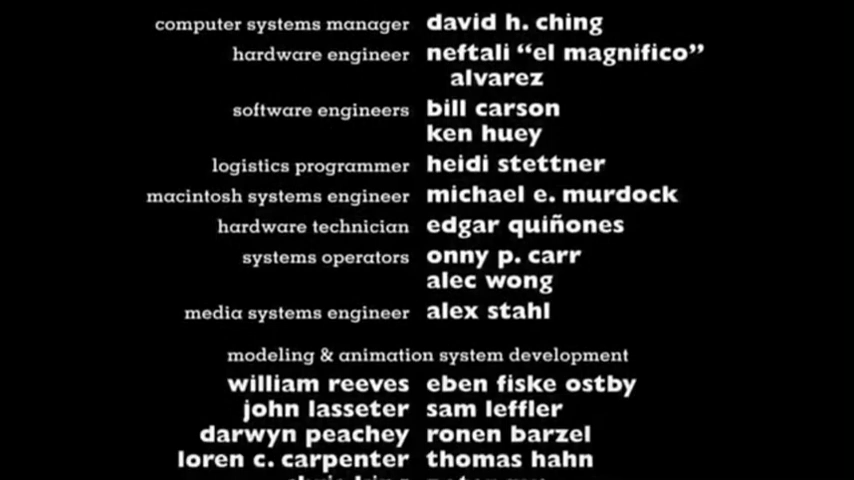 computer systems manager david h. ching
hardware engineer neftali “el magnifico”
alvarez
software engineers bill carson
ken huey
logistics programmer heidi stettner
macintosh systems engineer michael e. murdock
hardware technician edgar quiñones
systems operators onny p. carr
alec wong
media systems engineer alex stahl
modeling & animation system development
william reeves eben fiske ostby
john lasseter sam leffler
darwyn peachey ronen barzel
loren c. carpenter thomas hahn